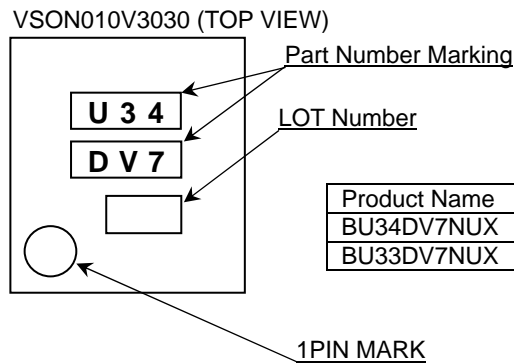 VSON010V3030 (TOP VIEW)
Part Number Marking
U 3 4
LOT Number
D V 7
Product Name
BU34DV7NUX
BU33DV7NUX
1PIN MARK